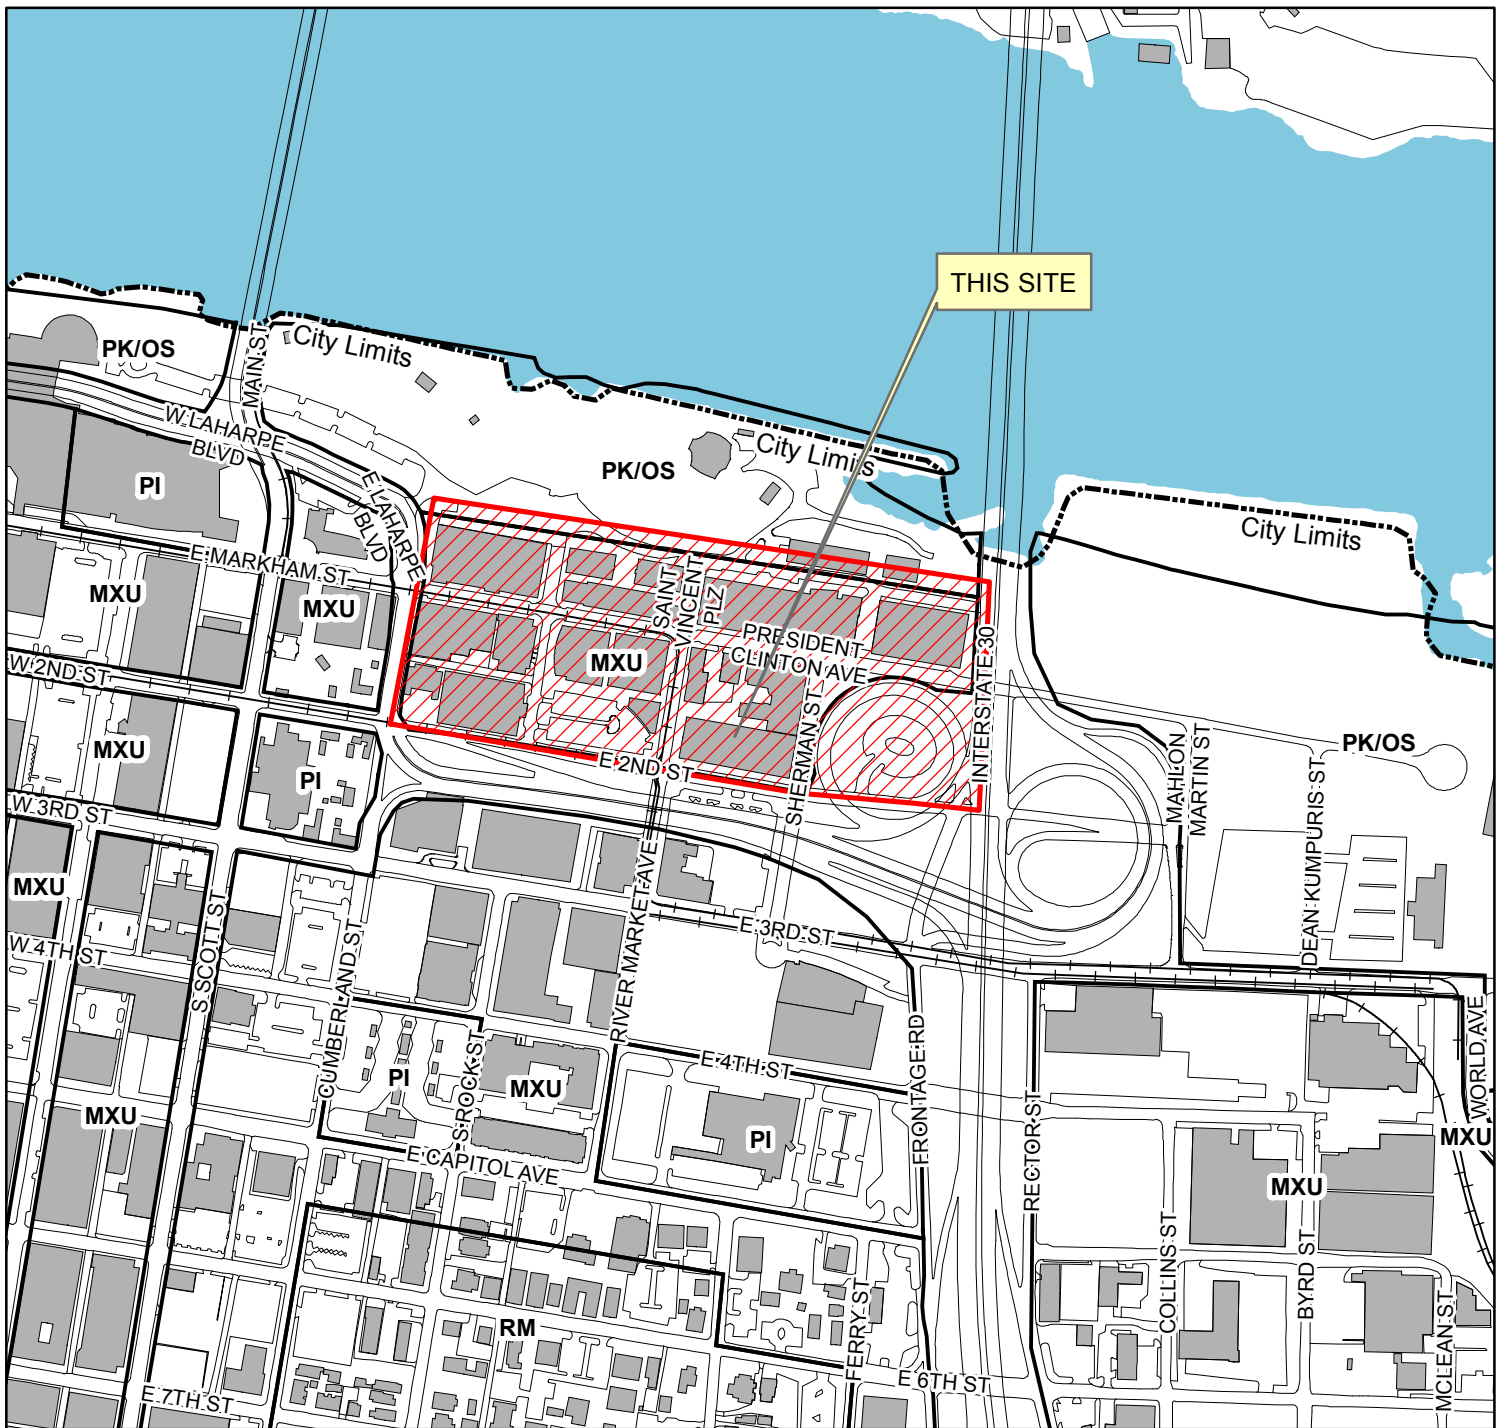 THIS SITE
City Limits
PK/OS
MAIN ST
W LAHARPE
BLVD
City Limits
PK/OS
PI
E LAHARPE
BLVD
City Limits
E MARKHAM ST
MXU
MXU
SAINT
VINCENT
PLZ
PRESIDENT
CLINTON AVE
MXU
INTERSTATE 30
W 2ND ST
MXU
PI
E 2ND ST
SHERMAN ST
MAHLON
MARTIN ST
PK/OS
DEAN KUMPURIS ST
W 3RD ST
MXU
RIVER MARKET AVE
E 3RD ST
W 4TH ST
S SCOTT ST
CUMBERLAND ST
S ROCK ST
FRONTAGE RD
WORLD AVE
E 4TH ST
PI
MXU
MXU
PI
RECTOR ST
MXU
MXU
E CAPITOL AVE
COLLINS ST
BYRD ST
FERRY ST
MCLEAN ST
RM
E 6TH ST
E 7TH ST